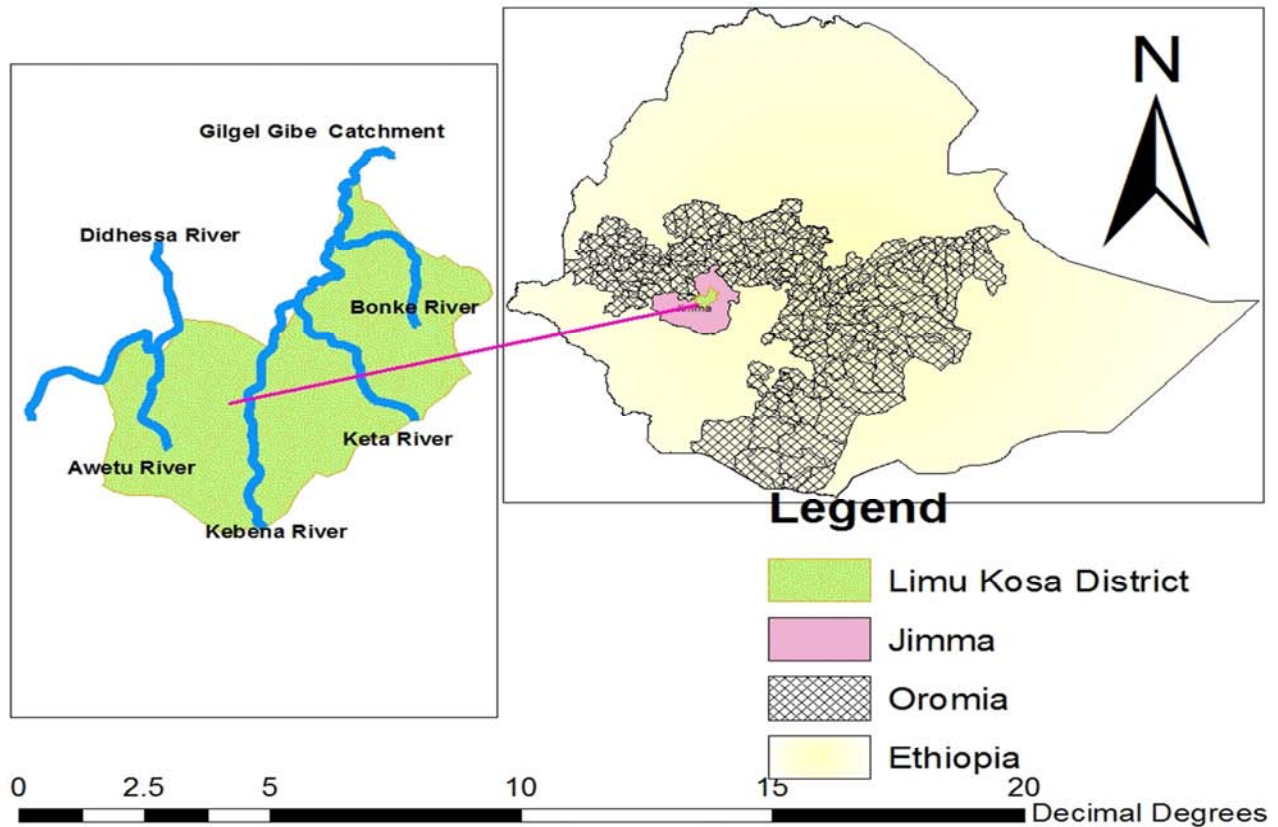 Gilgel Gibe Catchment
Didhessa River
Bonke River
Keta River
Awetu River
Kebena River
N
Legend
Limu Kosa District
Jimma
Oromia
Ethiopia
0 2.5 5 10 15 20
Decimal Degrees